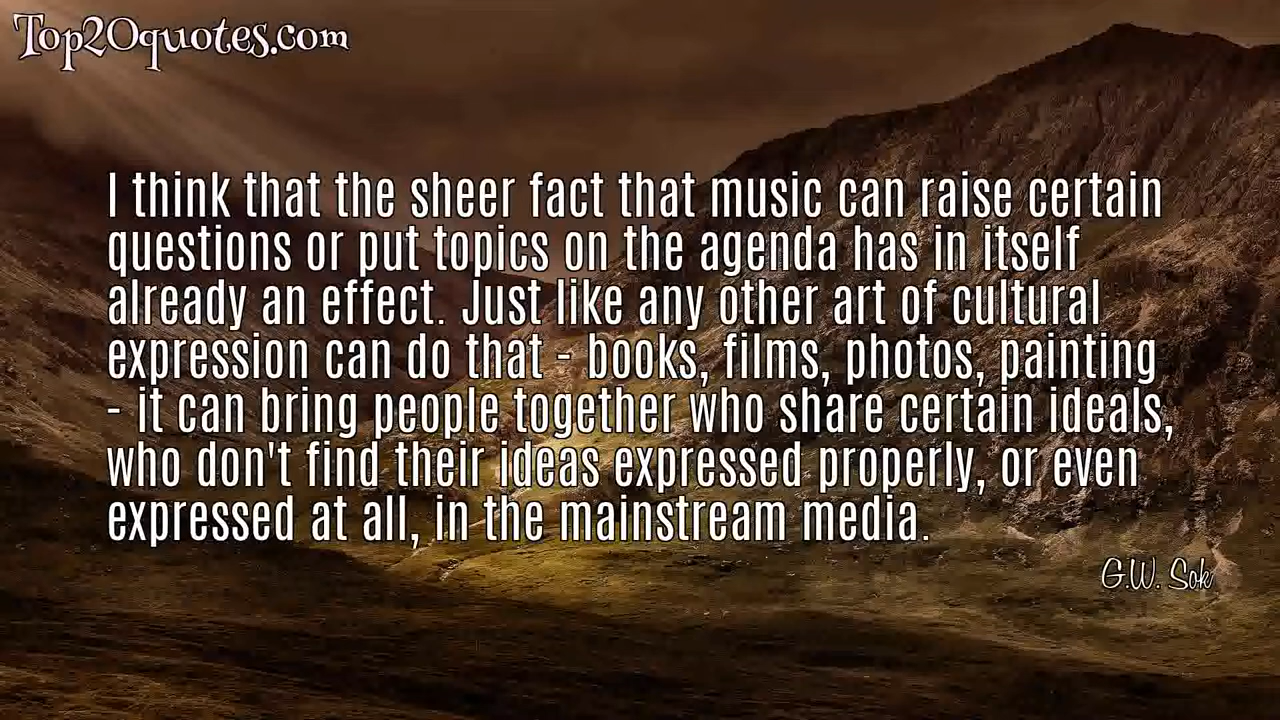 Top20quotes.com
I think that the sheer fact that music can raise certain
questions or put topics on the agenda has in itself
already an effect. Just like any other art of cultural
expression can do that - books, films, photos, painting
- it can bring people together who share certain ideals,
who don't find their ideas expressed properly, or even
expressed at all, in the mainstream media.
G.W. Sok